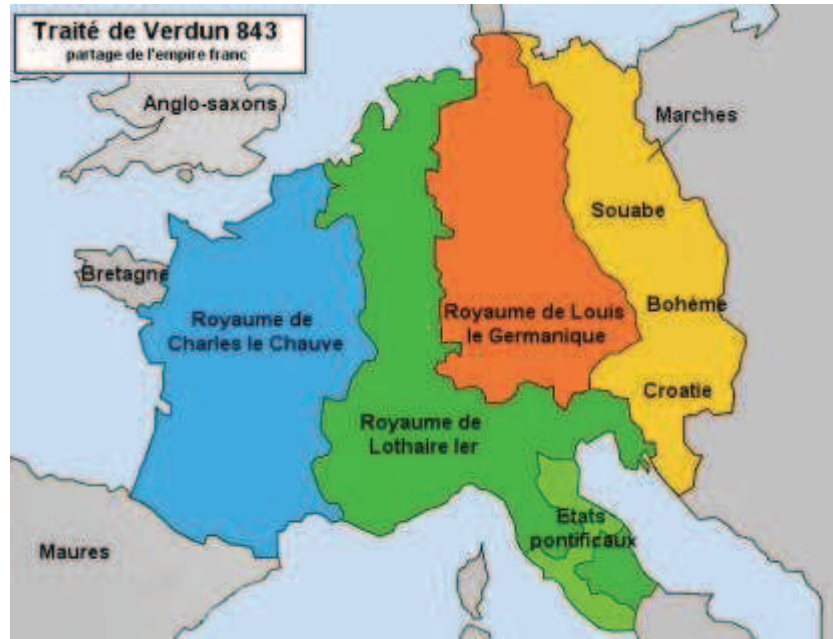 Traité de Verdun 843
partage de l'empire franc
Anglo-saxons
Marches
Souabe
Bretagne
Bohéme
Royaume de
Charles le Chauve
Royaume de Louis
le Germanique
Croatie
Royaume de
Lothaire Ier
Etats
pontificaux
Maures